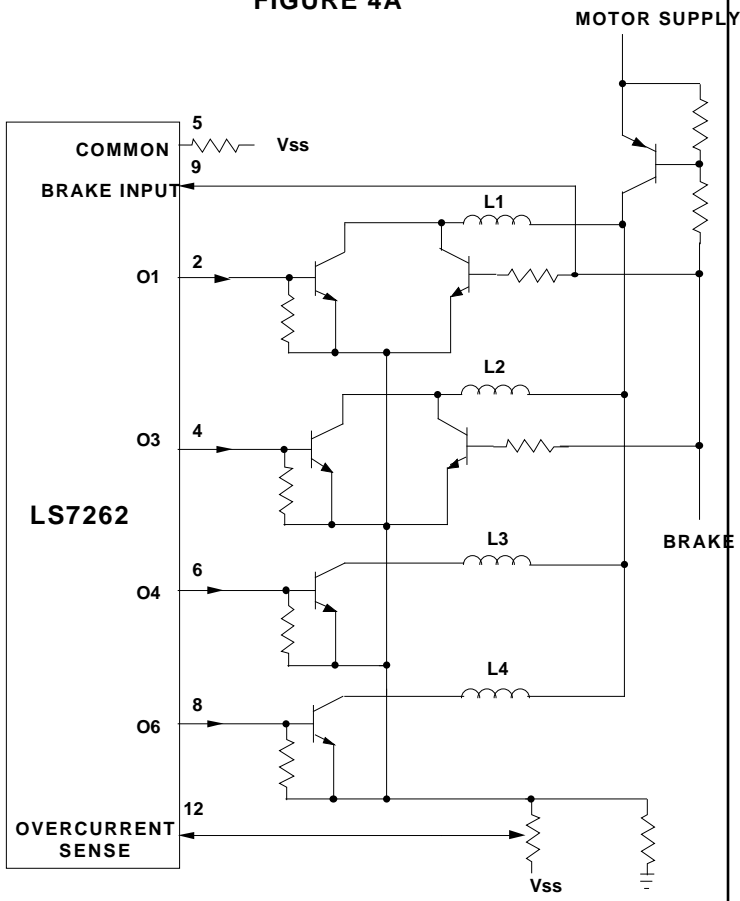 FIGURE 4A
MOTOR SUPPLY
5
COMMON
Vss
9
BRAKE INPUT
L1
2
O1
L2
4
O3
LS7262
BRAKE
L3
6
O4
L4
8
O6
12
OVERCURRENT
SENSE
Vss